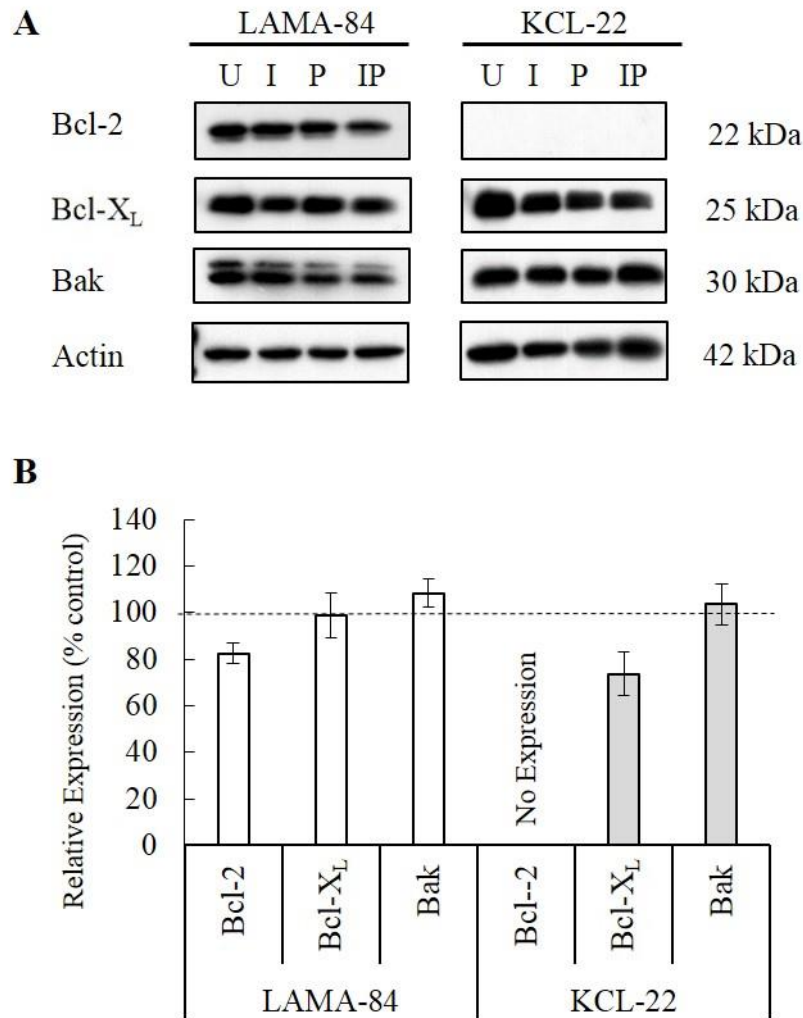 A
LAMA-84 KCL-22
U I P IP U I P IP
Bcl-2 22 kDa
Bcl-XL 25 kDa
Bak 30 kDa
Actin 42 kDa
B
Relative Expression (% control)
140
120
100
80
60
40
20
0
No Expression
Bcl-2 Bcl-XL Bak Bcl--2 Bcl-XL Bak
LAMA-84 KCL-22